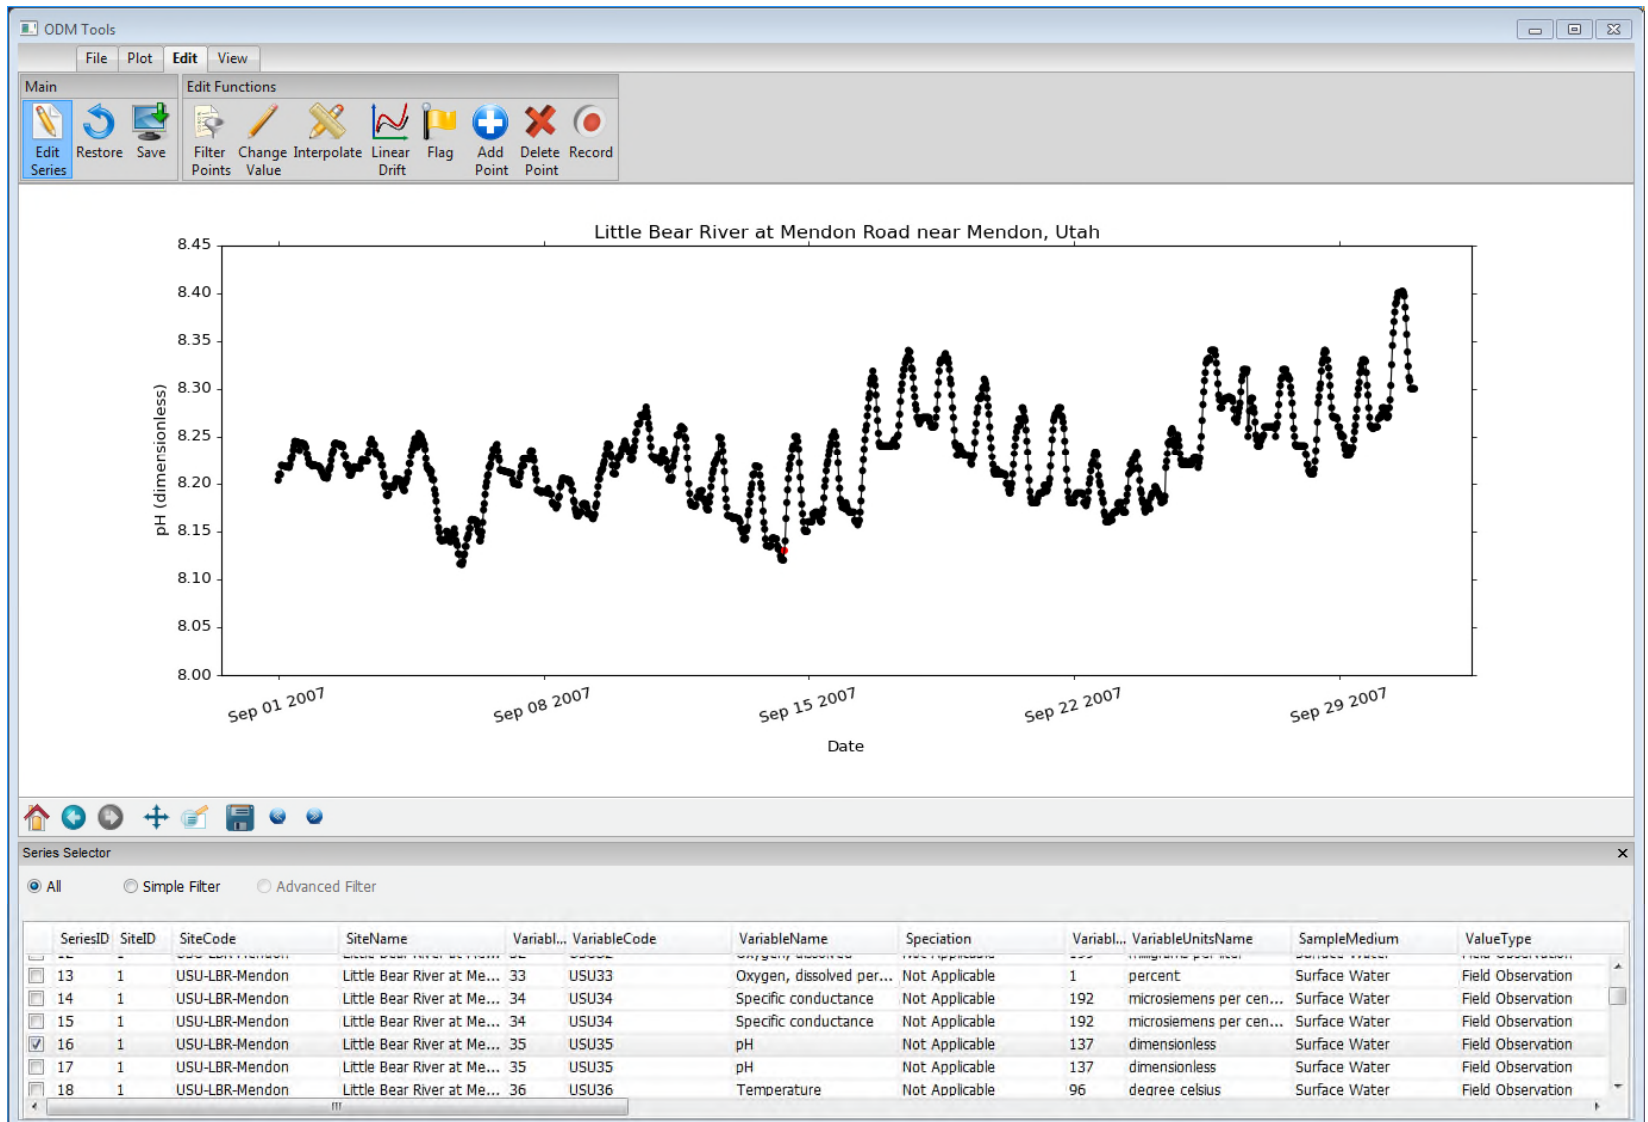 ODM Tools
File Plot Edit View
Main Edit Functions
Edit Series Restore Save Filter Points Change Value Interpolate Linear Drift Flag Add Point Delete Point Record
Little Bear River at Mendon Road near Mendon, Utah
8.45
8.40
8.35
8.30
8.25
8.20
8.15
8.10
8.05
8.00
pH (dimensionless)
Sep 01 2007 Sep 08 2007 Sep 15 2007 Sep 22 2007 Sep 29 2007
Date
Series Selector
All Simple Filter Advanced Filter
SeriesID SiteID SiteCode SiteName Variabl... VariableCode VariableName Speciation Variabl... VariableUnitsName SampleMedium ValueType
13 1 USU-LBR-Mendon Little Bear River at Me... 33 USU33 Oxygen, dissolved per... Not Applicable 1 percent Surface Water Field Observation
14 1 USU-LBR-Mendon Little Bear River at Me... 34 USU34 Specific conductance Not Applicable 192 microsiemens per cen... Surface Water Field Observation
15 1 USU-LBR-Mendon Little Bear River at Me... 34 USU34 Specific conductance Not Applicable 192 microsiemens per cen... Surface Water Field Observation
16 1 USU-LBR-Mendon Little Bear River at Me... 35 USU35 pH Not Applicable 137 dimensionless Surface Water Field Observation
17 1 USU-LBR-Mendon Little Bear River at Me... 35 USU35 pH Not Applicable 137 dimensionless Surface Water Field Observation
18 1 USU-LBR-Mendon Little Bear River at Me... 36 USU36 Temperature Not Applicable 96 degree celsius Surface Water Field Observation